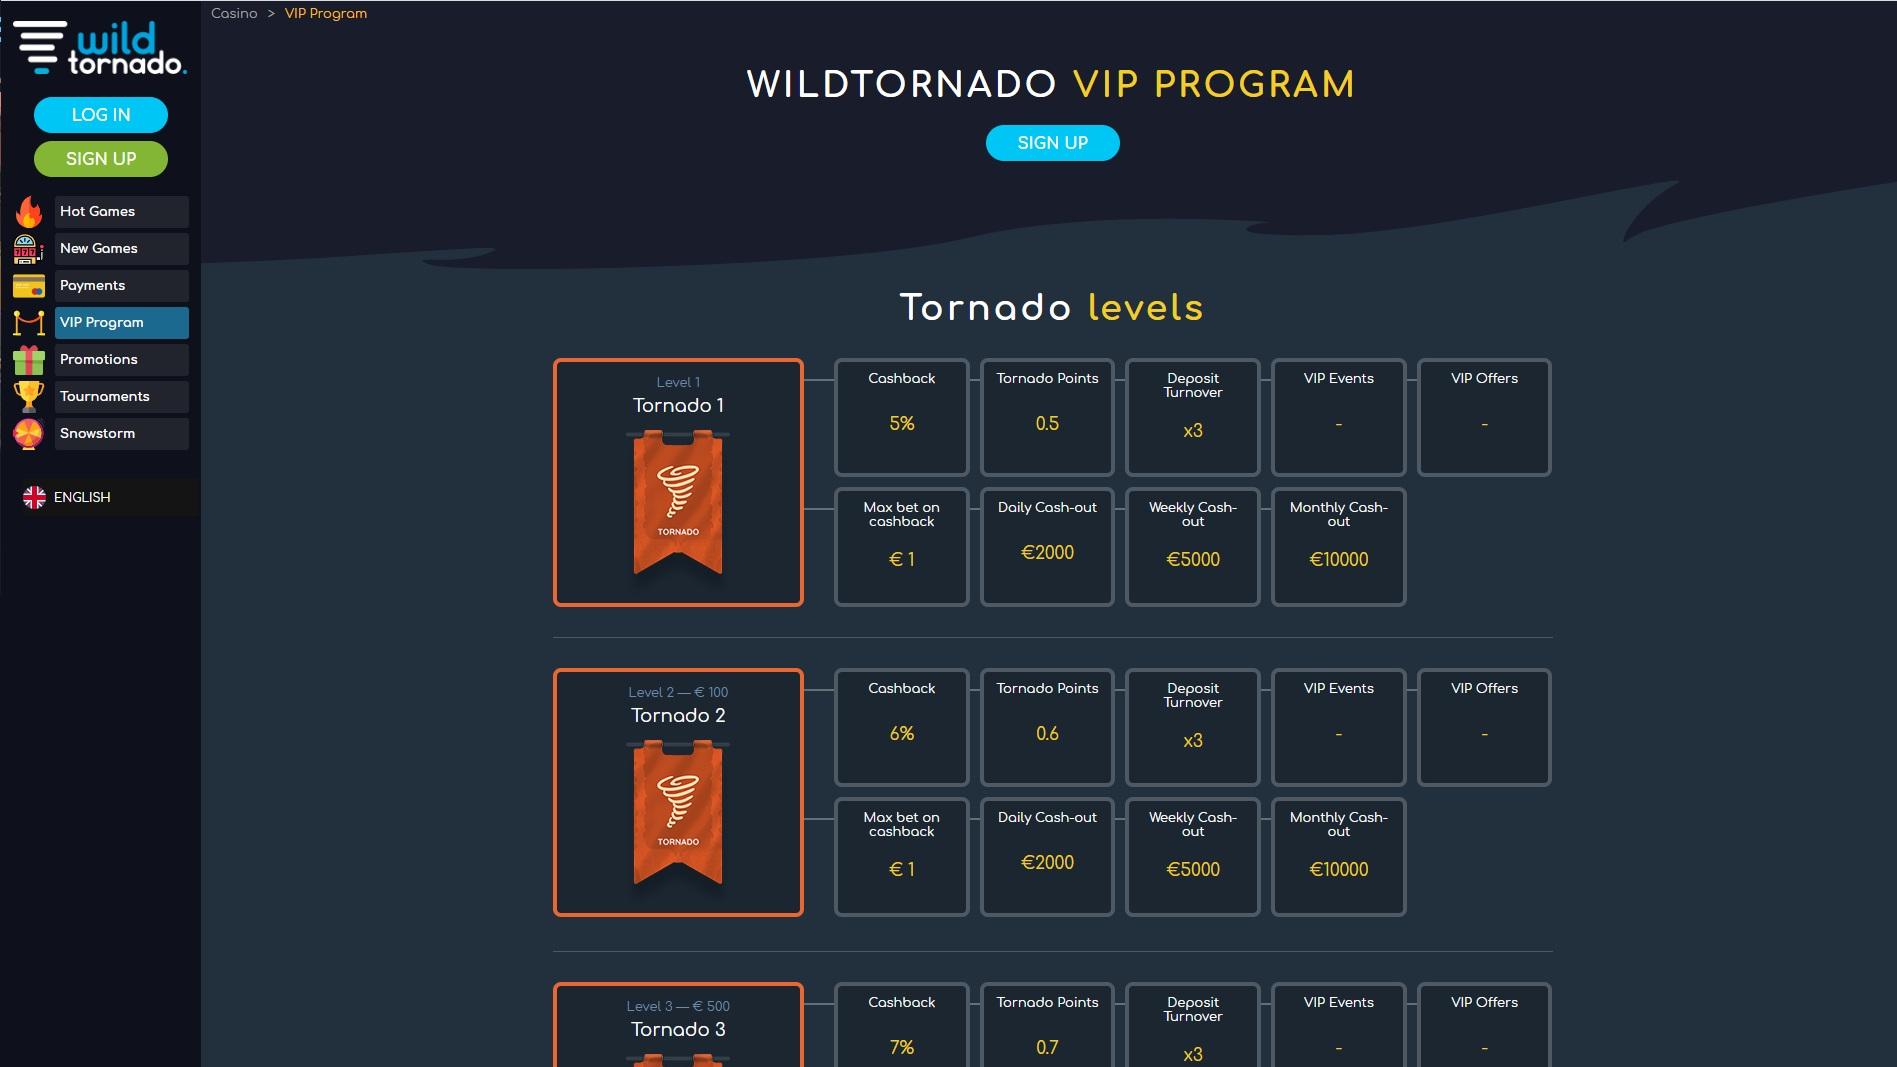 Casino > VIP Program
wild
tornado.
LOG IN
SIGN UP
Hot Games
New Games
Payments
VIP Program
Promotions
Tournaments
Snowstorm
ENGLISH
WILDTORNADO VIP PROGRAM
SIGN UP
Tornado levels
Level 1
Tornado 1
TORNADO
Cashback
5%
Tornado Points
0.5
Deposit
Turnover
x3
VIP Events
-
VIP Offers
-
Max bet on
cashback
€ 1
Daily Cash-out
€2000
Weekly Cash-
out
€5000
Monthly Cash-
out
€10000
Level 2 — € 100
Tornado 2
TORNADO
Cashback
6%
Tornado Points
0.6
Deposit
Turnover
x3
VIP Events
-
VIP Offers
-
Max bet on
cashback
€ 1
Daily Cash-out
€2000
Weekly Cash-
out
€5000
Monthly Cash-
out
€10000
Level 3 — € 500
Tornado 3
Cashback
7%
Tornado Points
0.7
Deposit
Turnover
x3
VIP Events
-
VIP Offers
-